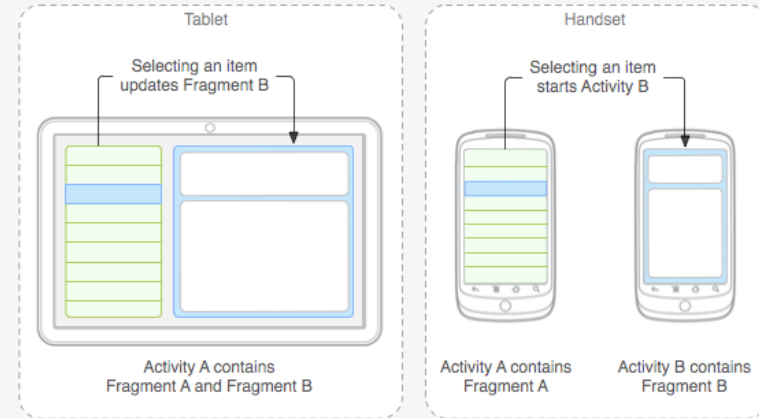 Tablet
Selecting an item
updates Fragment B
Activity A contains
Fragment A and Fragment B
Handset
Selecting an item
starts Activity B
Activity A contains
Fragment A
Activity B contains
Fragment B